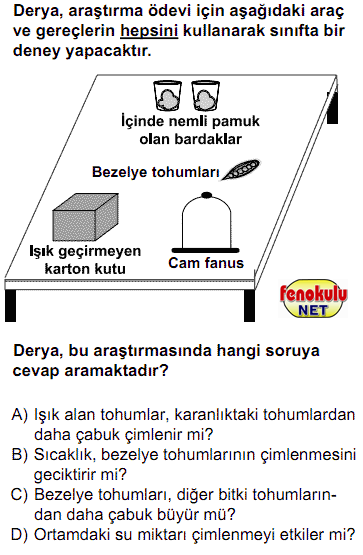 Derya, araştırma ödevi için aşağıdaki araç
ve gereçlerin hepsini kullanarak sınıfta bir
deney yapacaktır.
İçinde nemli pamuk
olan bardaklar
Bezelye tohumları
Işık geçirmeyen
karton kutu
Cam fanus
fenokulu
NET
Derya, bu araştırmasında hangi soruya
cevap aramaktadır?
A) Işık alan tohumlar, karanlıktaki tohumlardan
daha çabuk çimlenir mi?
B) Sıcaklık, bezelye tohumlarının çimlenmesini
geciktirir mi?
C) Bezelye tohumları, diğer bitki tohumların-
dan daha çabuk büyür mü?
D) Ortamdaki su miktarı çimlenmeyi etkiler mi?